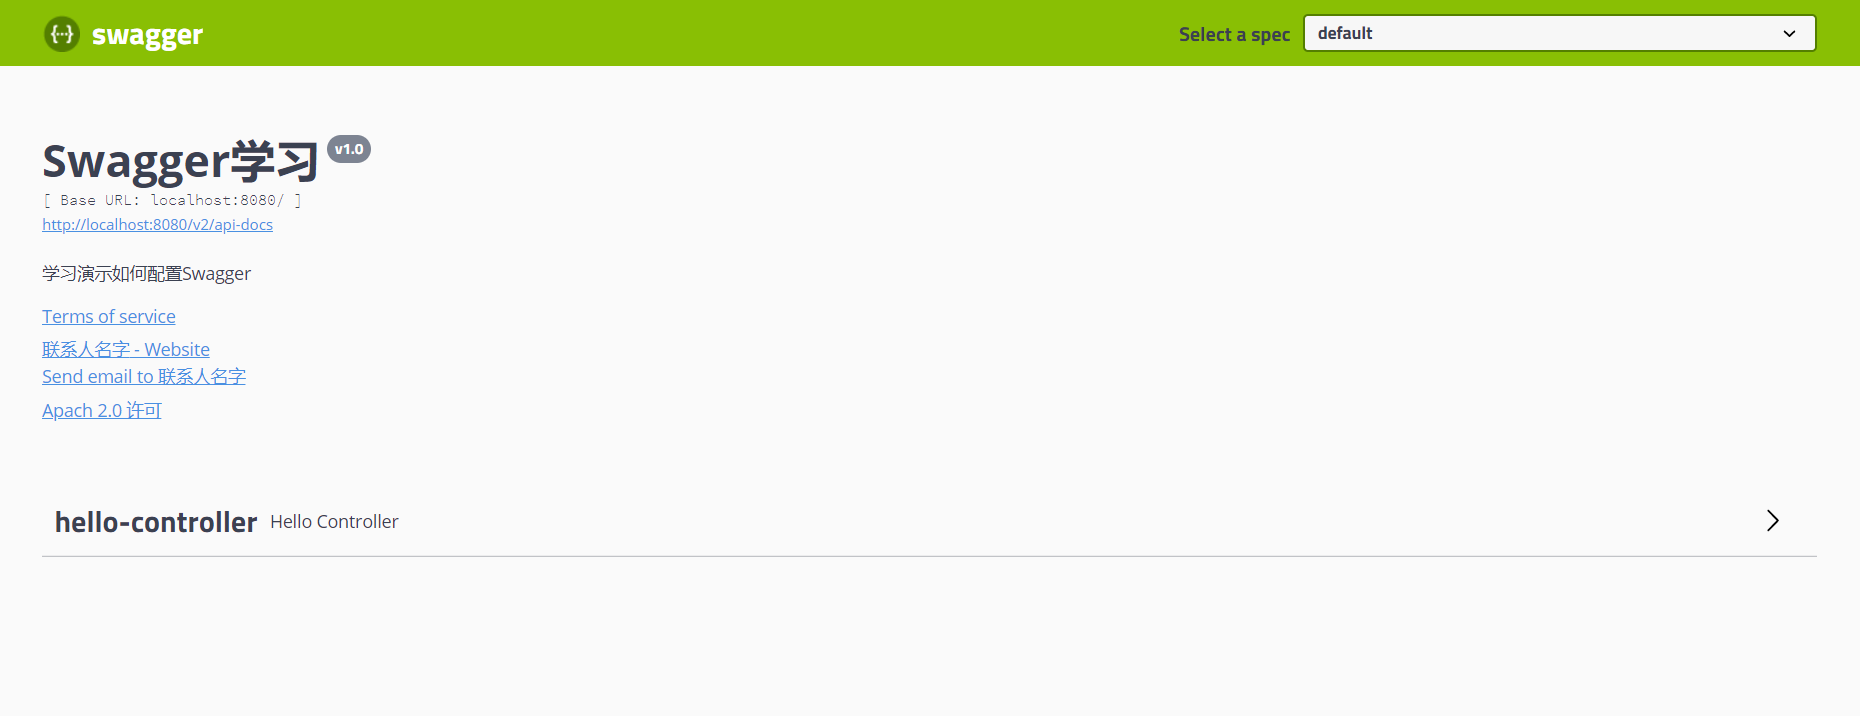 {···} swagger
Select a spec default
Swagger学习 v1.0
[ Base URL: localhost:8080/ ]
http://localhost:8080/v2/api-docs
学习演示如何配置Swagger
Terms of service
联系人名字 - Website
Send email to 联系人名字
Apach 2.0 许可
hello-controller Hello Controller